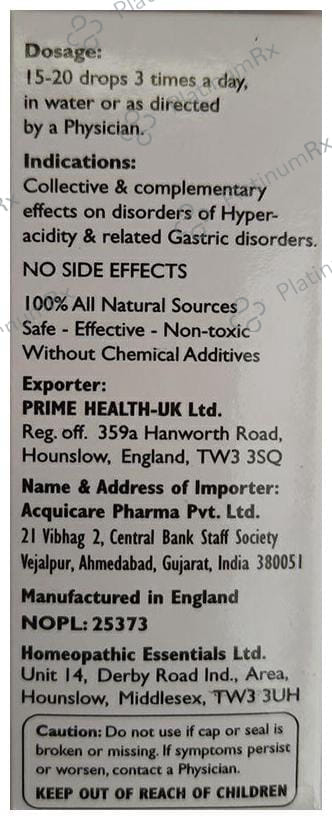 Dosage:
15-20 drops 3 times a day,
in water or as directed
by a Physician.
Indications:
Collective & complementary
effects on disorders of Hyper-
acidity & related Gastric disorders.
NO SIDE EFFECTS
100% All Natural Sources
Safe - Effective - Non-toxic
Without Chemical Additives
Exporter:
PRIME HEALTH-UK Ltd.
Reg. off. 359a Hanworth Road,
Hounslow, England, TW3 3SQ
Name & Address of Importer:
Acquicare Pharma Pvt. Ltd.
21 Vibhag 2, Central Bank Staff Society
Vejalpur, Ahmedabad, Gujarat, India 380051
Manufactured in England
NOPL: 25373
Homeopathic Essentials Ltd.
Unit 14, Derby Road Ind., Area,
Hounslow, Middlesex, TW3 3UH
Caution: Do not use if cap or seal is
broken or missing. If symptoms persist
or worsen, contact a Physician.
KEEP OUT OF REACH OF CHILDREN
PlatinumRx
PlatinumRx
PlatinumRx
Platin
inumRx
Rx